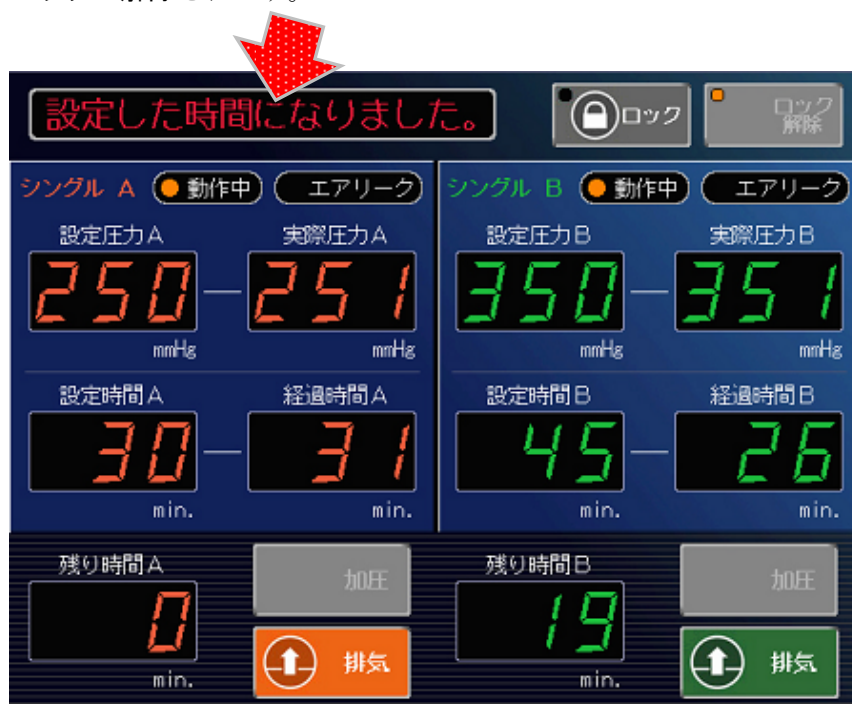 設定した時間になりました。
ロック
ロック
解除
シングル A 動作中 エアリーク
設定圧力A 実際圧力A
250 251
mmHg mmHg
設定時間A 経過時間A
30 31
min. min.
シングル B 動作中 エアリーク
設定圧力B 実際圧力B
350 351
mmHg mmHg
設定時間B 経過時間B
45 26
min. min.
残り時間A
0
min.
加圧
排気
残り時間B
19
min.
加圧
排気